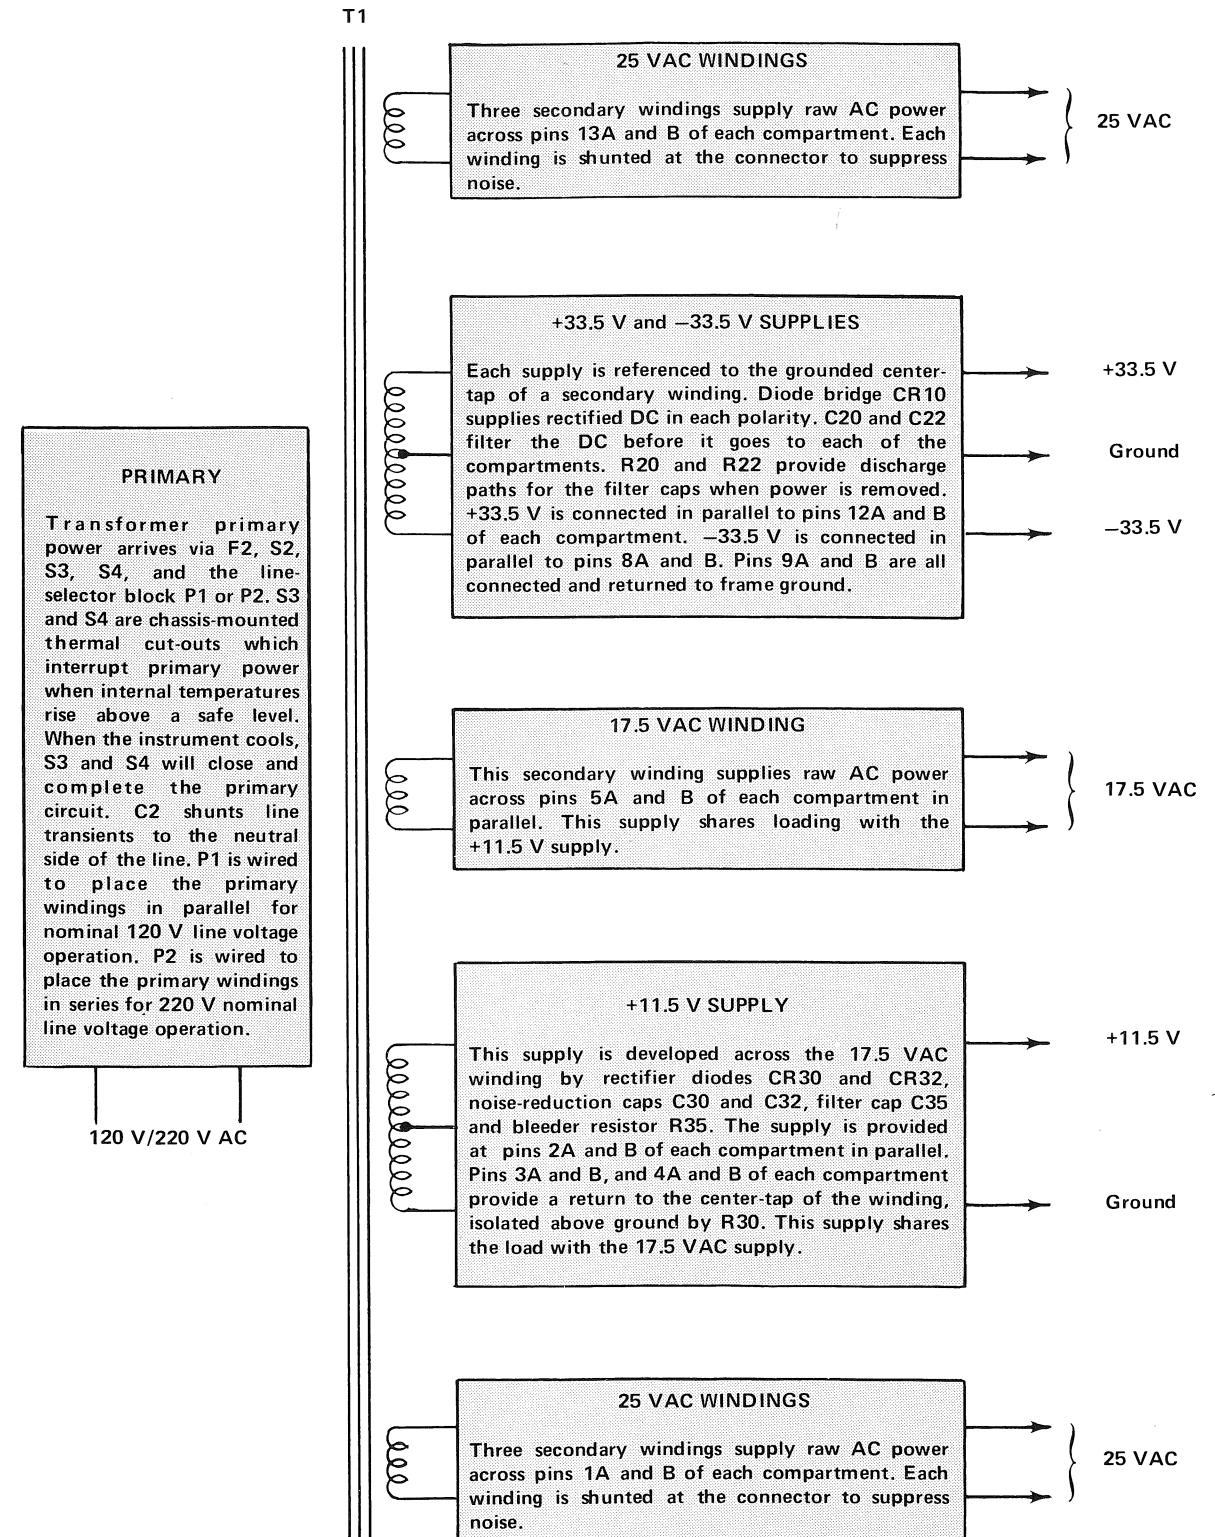 T1
25 VAC WINDINGS
Three secondary windings supply raw AC power
across pins 13A and B of each compartment. Each
winding is shunted at the connector to suppress
noise.
25 VAC
+33.5 V and —33.5 V SUPPLIES
Each supply is referenced to the grounded center-
tap of a secondary winding. Diode bridge CR10
supplies rectified DC in each polarity. C20 and C22
filter the DC before it goes to each of the
compartments. R20 and R22 provide discharge
paths for the filter caps when power is removed.
+33.5 V is connected in parallel to pins 12A and B
of each compartment. —33.5 V is connected in
parallel to pins 8A and B. Pins 9A and B are all
connected and returned to frame ground.
+33.5 V
Ground
—33.5 V
PRIMARY
Transformer primary
power arrives via F2, S2,
S3, S4, and the line-
selector block P1 or P2. S3
and S4 are chassis-mounted
thermal cut-outs which
interrupt primary power
when internal temperatures
rise above a safe level.
When the instrument cools,
S3 and S4 will close and
complete the primary
circuit. C2 shunts line
transients to the neutral
side of the line. P1 is wired
to place the primary
windings in parallel for
nominal 120 V line voltage
operation. P2 is wired to
place the primary windings
in series for 220 V nominal
line voltage operation.
120 V/220 V AC
17.5 VAC WINDING
This secondary winding supplies raw AC power
across pins 5A and B of each compartment in
parallel. This supply shares loading with the
+11.5 V supply.
17.5 VAC
+11.5 V SUPPLY
This supply is developed across the 17.5 VAC
winding by rectifier diodes CR30 and CR32,
noise-reduction caps C30 and C32, filter cap C35
and bleeder resistor R35. The supply is provided
at pins 2A and B of each compartment in parallel.
Pins 3A and B, and 4A and B of each compartment
provide a return to the center-tap of the winding,
isolated above ground by R30. This supply shares
the load with the 17.5 VAC supply.
+11.5 V
Ground
25 VAC WINDINGS
Three secondary windings supply raw AC power
across pins 1A and B of each compartment. Each
winding is shunted at the connector to suppress
noise.
25 VAC